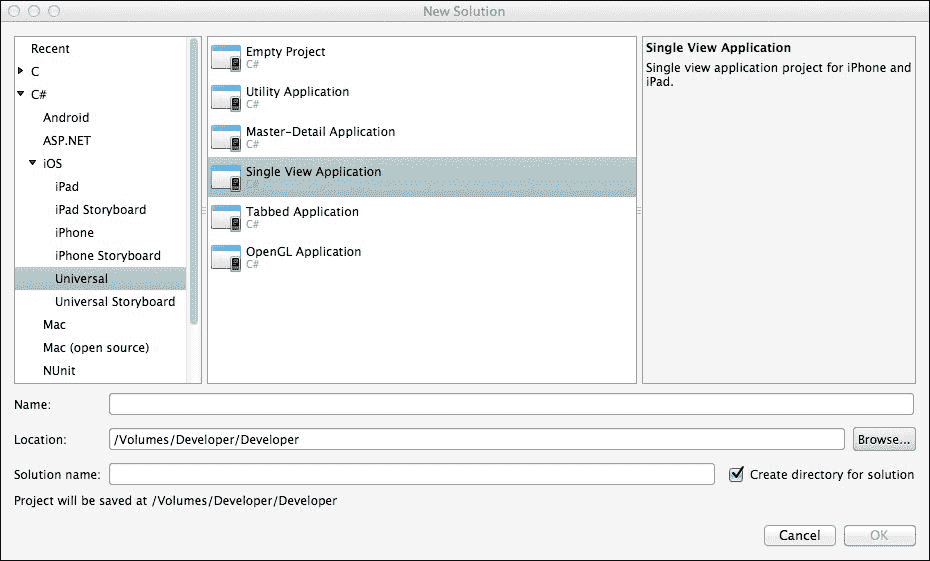 New Solution
Recent
C
C#
Android
ASP.NET
iOS
iPad
iPad Storyboard
iPhone
iPhone Storyboard
Universal
Universal Storyboard
Mac
Mac (open source)
NUnit
Empty Project
C#
Utility Application
C#
Master-Detail Application
C#
Single View Application
C#
Tabbed Application
C#
OpenGL Application
C#
Single View Application
Single view application project for iPhone and
iPad.
Name:
Location:
/Volumes/Developer/Developer
Browse...
Solution name:
Create directory for solution
Project will be saved at /Volumes/Developer/Developer
Cancel
OK